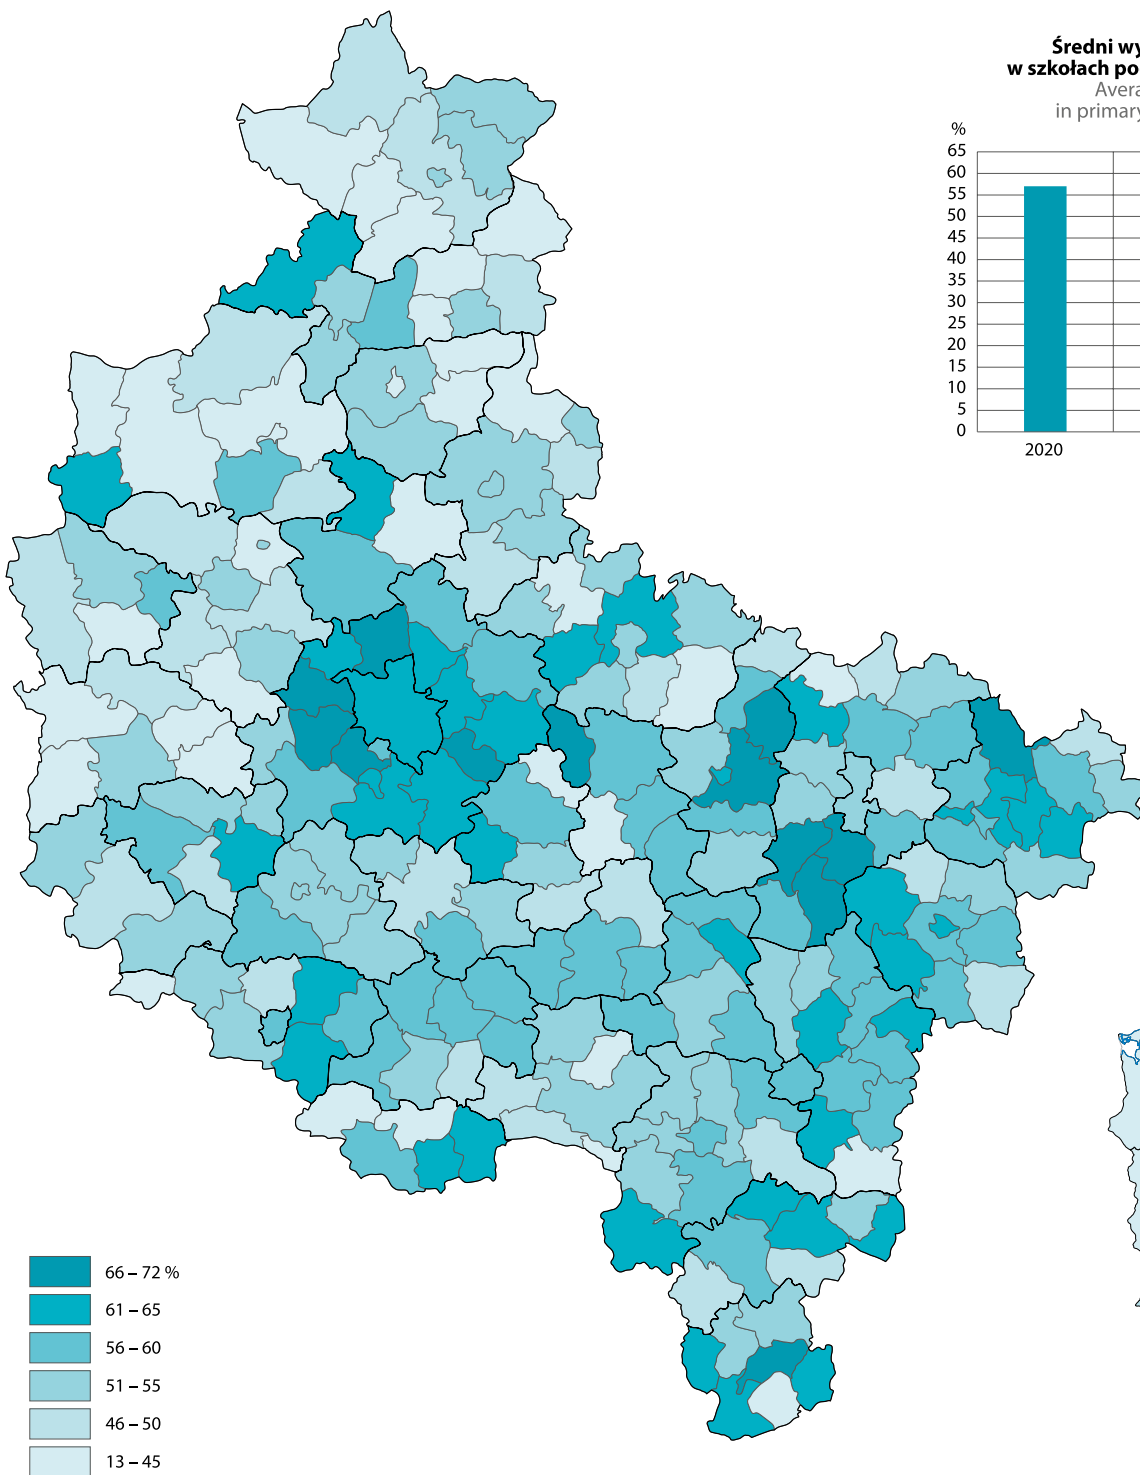 Średni wy
w szkołach po
Avera
in primary
%
65
60
55
50
45
40
35
30
25
20
15
10
5
0
2020
66 – 72 %
61 – 65
56 – 60
51 – 55
46 – 50
13 – 45